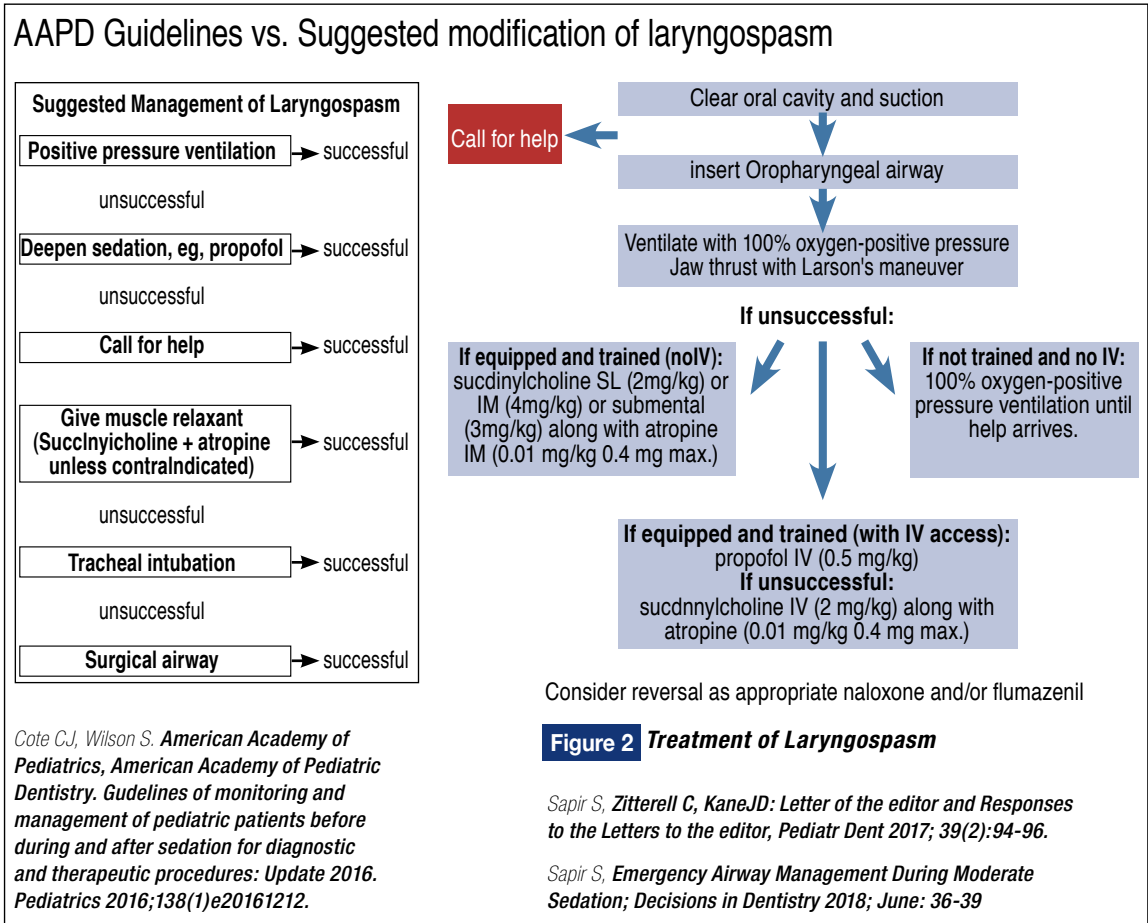 AAPD Guidelines vs. Suggested modification of laryngospasm
Suggested Management of Laryngospasm
Positive pressure ventilation
successful
unsuccessful
Deepen sedation, eg, propofol
successful
unsuccessful
Call for help
successful
Give muscle relaxant
(Succlnyicholine + atropine
unless contralndicated)
successful
unsuccessful
Tracheal intubation
successful
unsuccessful
Surgical airway
successful
Cote CJ, Wilson S. American Academy of
Pediatrics, American Academy of Pediatric
Dentistry. Gudelines of monitoring and
management of pediatric patients before
during and after sedation for diagnostic
and therapeutic procedures: Update 2016.
Pediatrics 2016;138(1)e20161212.
Clear oral cavity and suction
Call for help
insert Oropharyngeal airway
Ventilate with 100% oxygen-positive pressure
Jaw thrust with Larson's maneuver
If unsuccessful:
If equipped and trained (nolV):
sucdinylcholine SL (2mg/kg) or
IM (4mg/kg) or submental
(3mg/kg) along with atropine
IM (0.01 mg/kg 0.4 mg max.)
If not trained and no IV:
100% oxygen-positive
pressure ventilation until
help arrives.
If equipped and trained (with IV access):
propofol IV (0.5 mg/kg)
If unsuccessful:
sucdnnylcholine IV (2 mg/kg) along with
atropine (0.01 mg/kg 0.4 mg max.)
Consider reversal as appropriate naloxone and/or flumazenil
Figure 2 Treatment of Laryngospasm
Sapir S, Zitterell C, KaneJD: Letter of the editor and Responses
to the Letters to the editor, Pediatr Dent 2017; 39(2):94-96.
Sapir S, Emergency Airway Management During Moderate
Sedation; Decisions in Dentistry 2018; June: 36-39